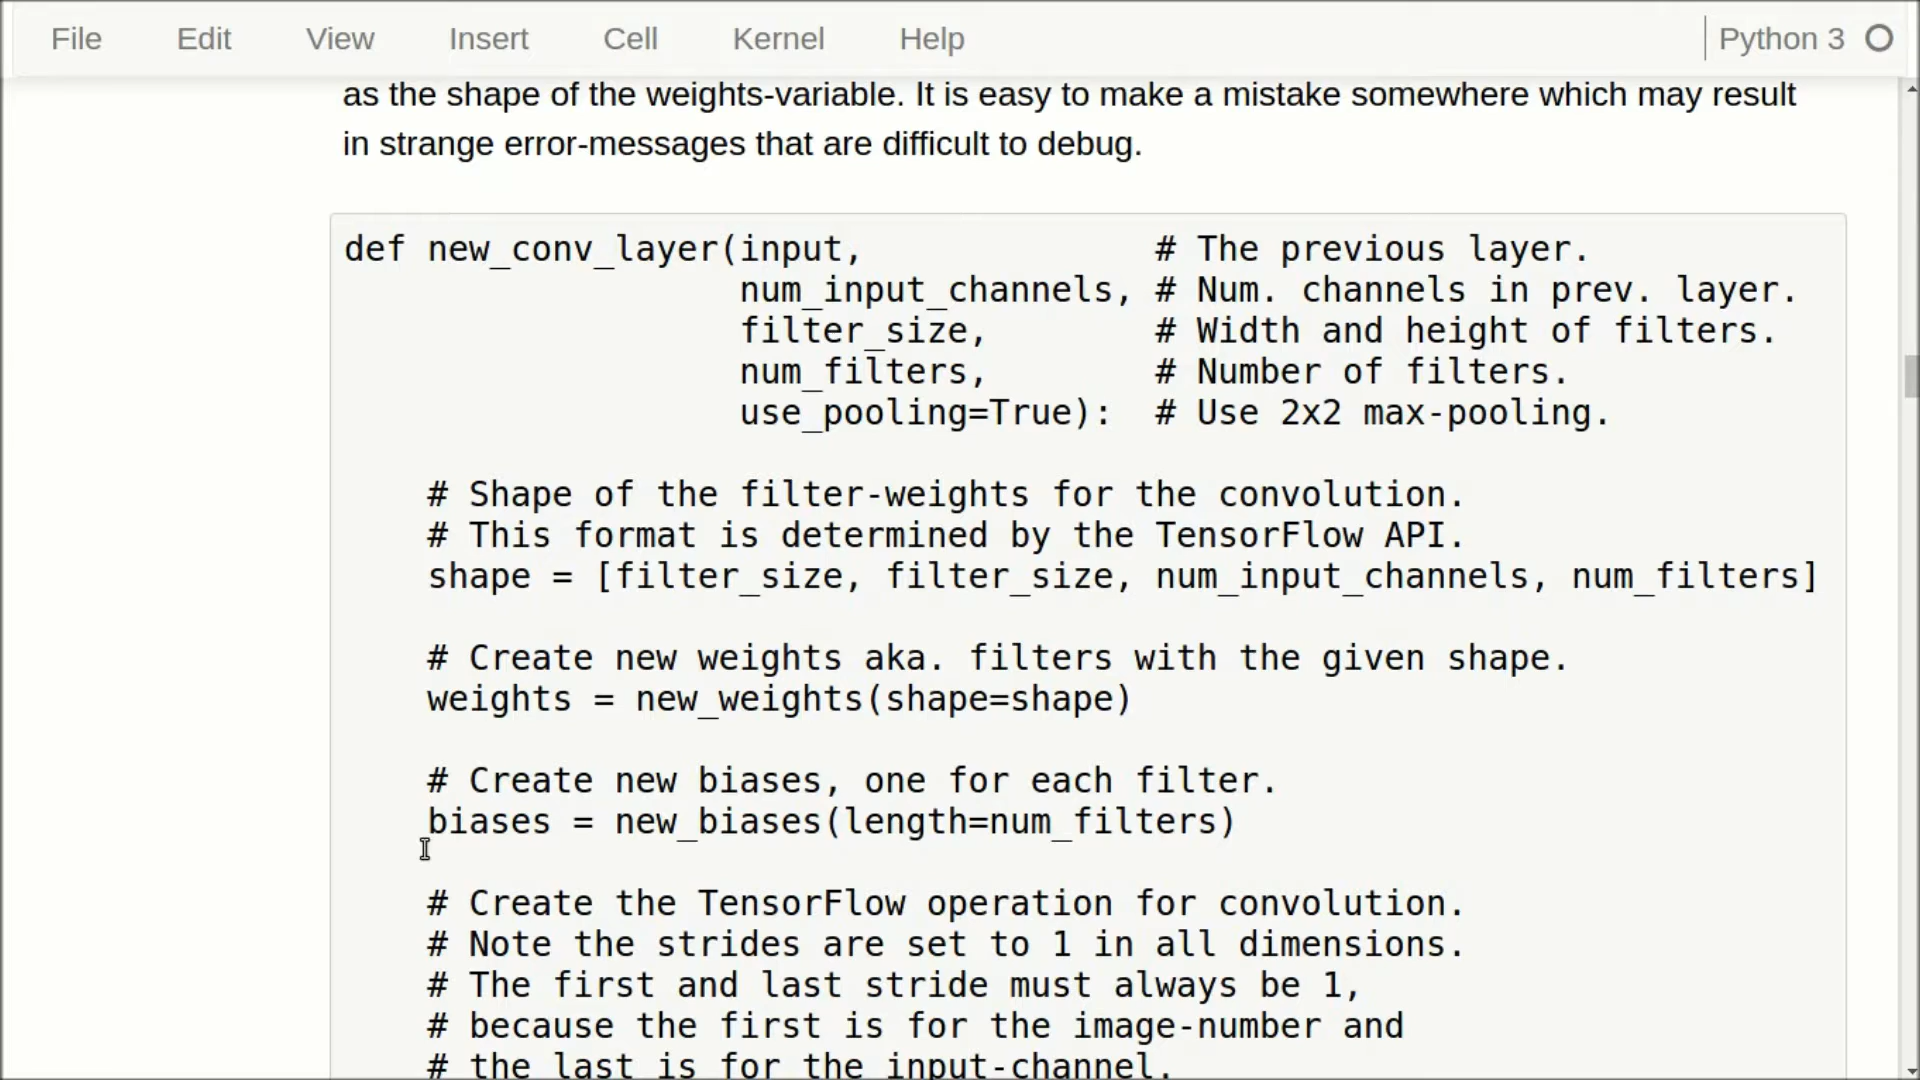 File Edit View Insert Cell Kernel Help Python 3
as the shape of the weights-variable. It is easy to make a mistake somewhere which may result
in strange error-messages that are difficult to debug.
def new_conv_layer(input,              # The previous layer.
                   num_input_channels, # Num. channels in prev. layer.
                   filter_size,        # Width and height of filters.
                   num_filters,        # Number of filters.
                   use_pooling=True):  # Use 2x2 max-pooling.
    # Shape of the filter-weights for the convolution.
    # This format is determined by the TensorFlow API.
    shape = [filter_size, filter_size, num_input_channels, num_filters]
    # Create new weights aka. filters with the given shape.
    weights = new_weights(shape=shape)
    # Create new biases, one for each filter.
    biases = new_biases(length=num_filters)
    # Create the TensorFlow operation for convolution.
    # Note the strides are set to 1 in all dimensions.
    # The first and last stride must always be 1,
    # because the first is for the image-number and
    # the last is for the input-channel.